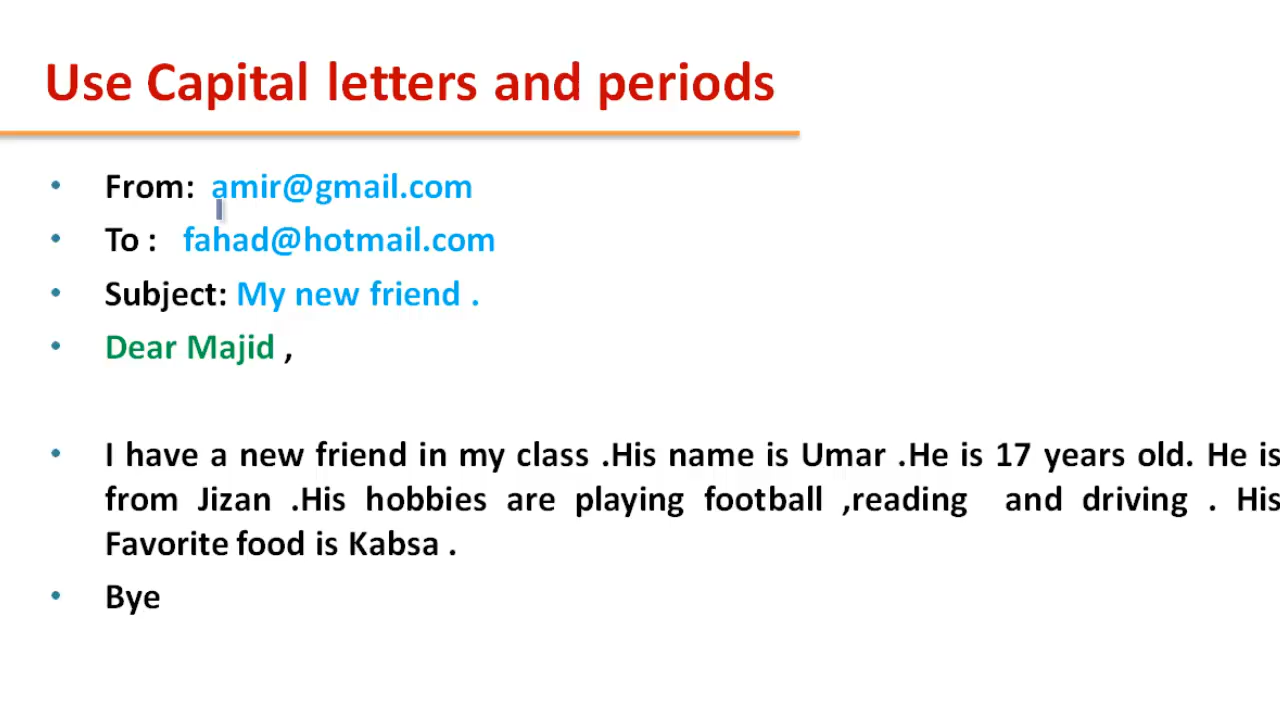 Use Capital letters and periods
• From: amir@gmail.com
• To : fahad@hotmail.com
• Subject: My new friend .
• Dear Majid ,
• I have a new friend in my class .His name is Umar .He is 17 years old. He is
from Jizan .His hobbies are playing football ,reading and driving . His
Favorite food is Kabsa .
• Bye